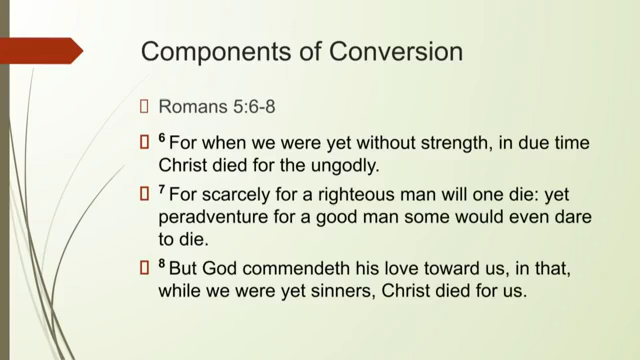 Components of Conversion
Romans 5:6-8
6 For when we were yet without strength, in due time
Christ died for the ungodly.
7 For scarcely for a righteous man will one die: yet
peradventure for a good man some would even dare
to die.
8 But God commendeth his love toward us, in that,
while we were yet sinners, Christ died for us.